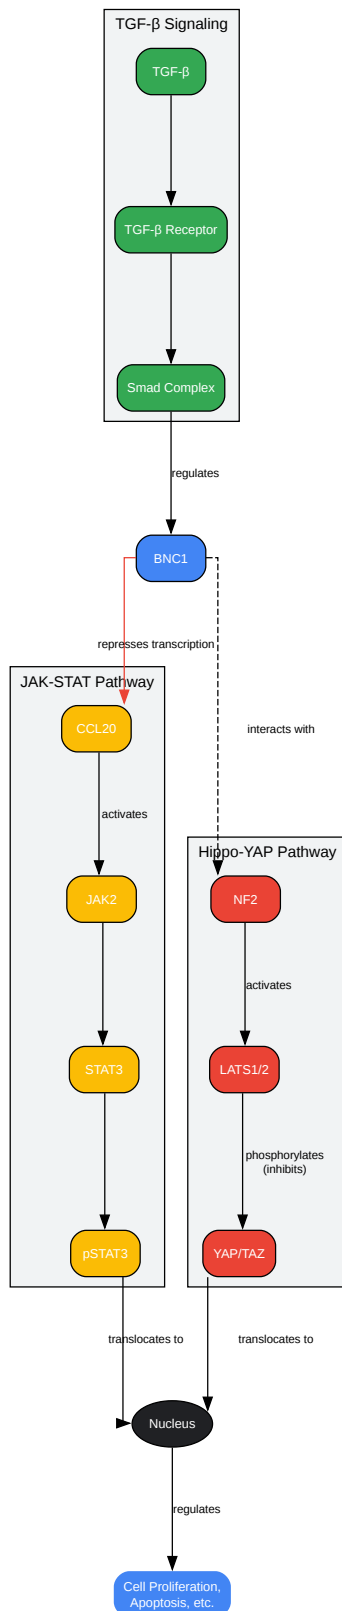 TGF-β Signaling
TGF-β
TGF-β Receptor
Smad Complex
regulates
BNC1
represses transcription
JAK-STAT Pathway
CCL20
interacts with
activates
Hippo-YAP Pathway
JAK2
NF2
activates
STAT3
LATS1/2
phosphorylates
(inhibits)
pSTAT3
YAP/TAZ
translocates to
translocates to
Nucleus
regulates
Cell Proliferation,
Apoptosis, etc.